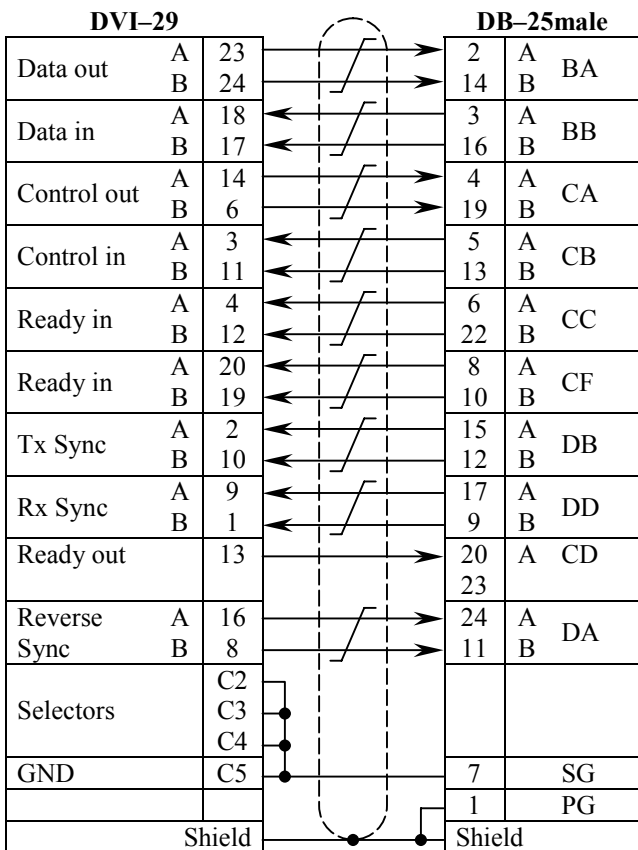 DVI–29 DB–25male
Data out A 23 2 A BA
B 24 14 B
Data in A 18 3 A BB
B 17 16 B
Control out A 14 4 A CA
B 6 19 B
Control in A 3 5 A CB
B 11 13 B
Ready in A 4 6 A CC
B 12 22 B
Ready in A 20 8 A CF
B 19 10 B
Tx Sync A 2 15 A DB
B 10 12 B
Rx Sync A 9 17 A DD
B 1 9 B
Ready out 13 20 A CD
23
Reverse A 16 24 A DA
Sync B 8 11 B
C2
Selectors C3
C4
GND C5 7 SG
1 PG
Shield Shield